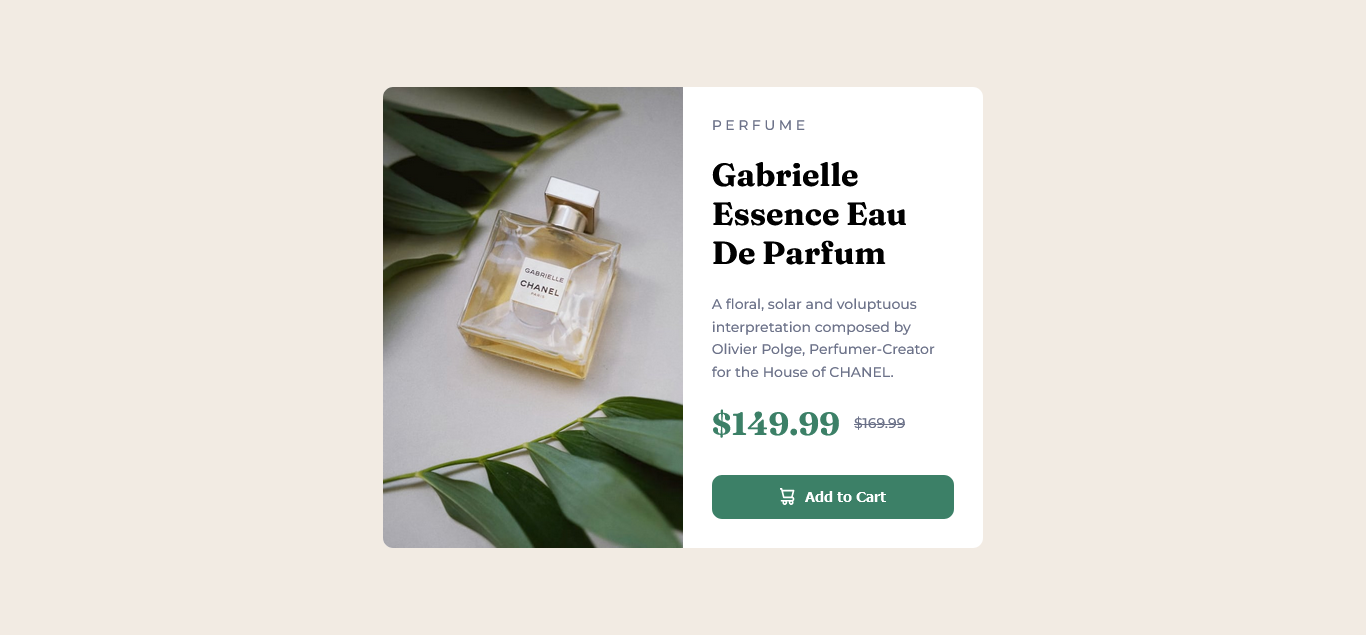 GABRIELLE
CHANEL
PARIS
PERFUME
Gabrielle
Essence Eau
De Parfum
A floral, solar and voluptuous
interpretation composed by
Olivier Polge, Perfumer-Creator
for the House of CHANEL.
$149.99 $169.99
Add to Cart